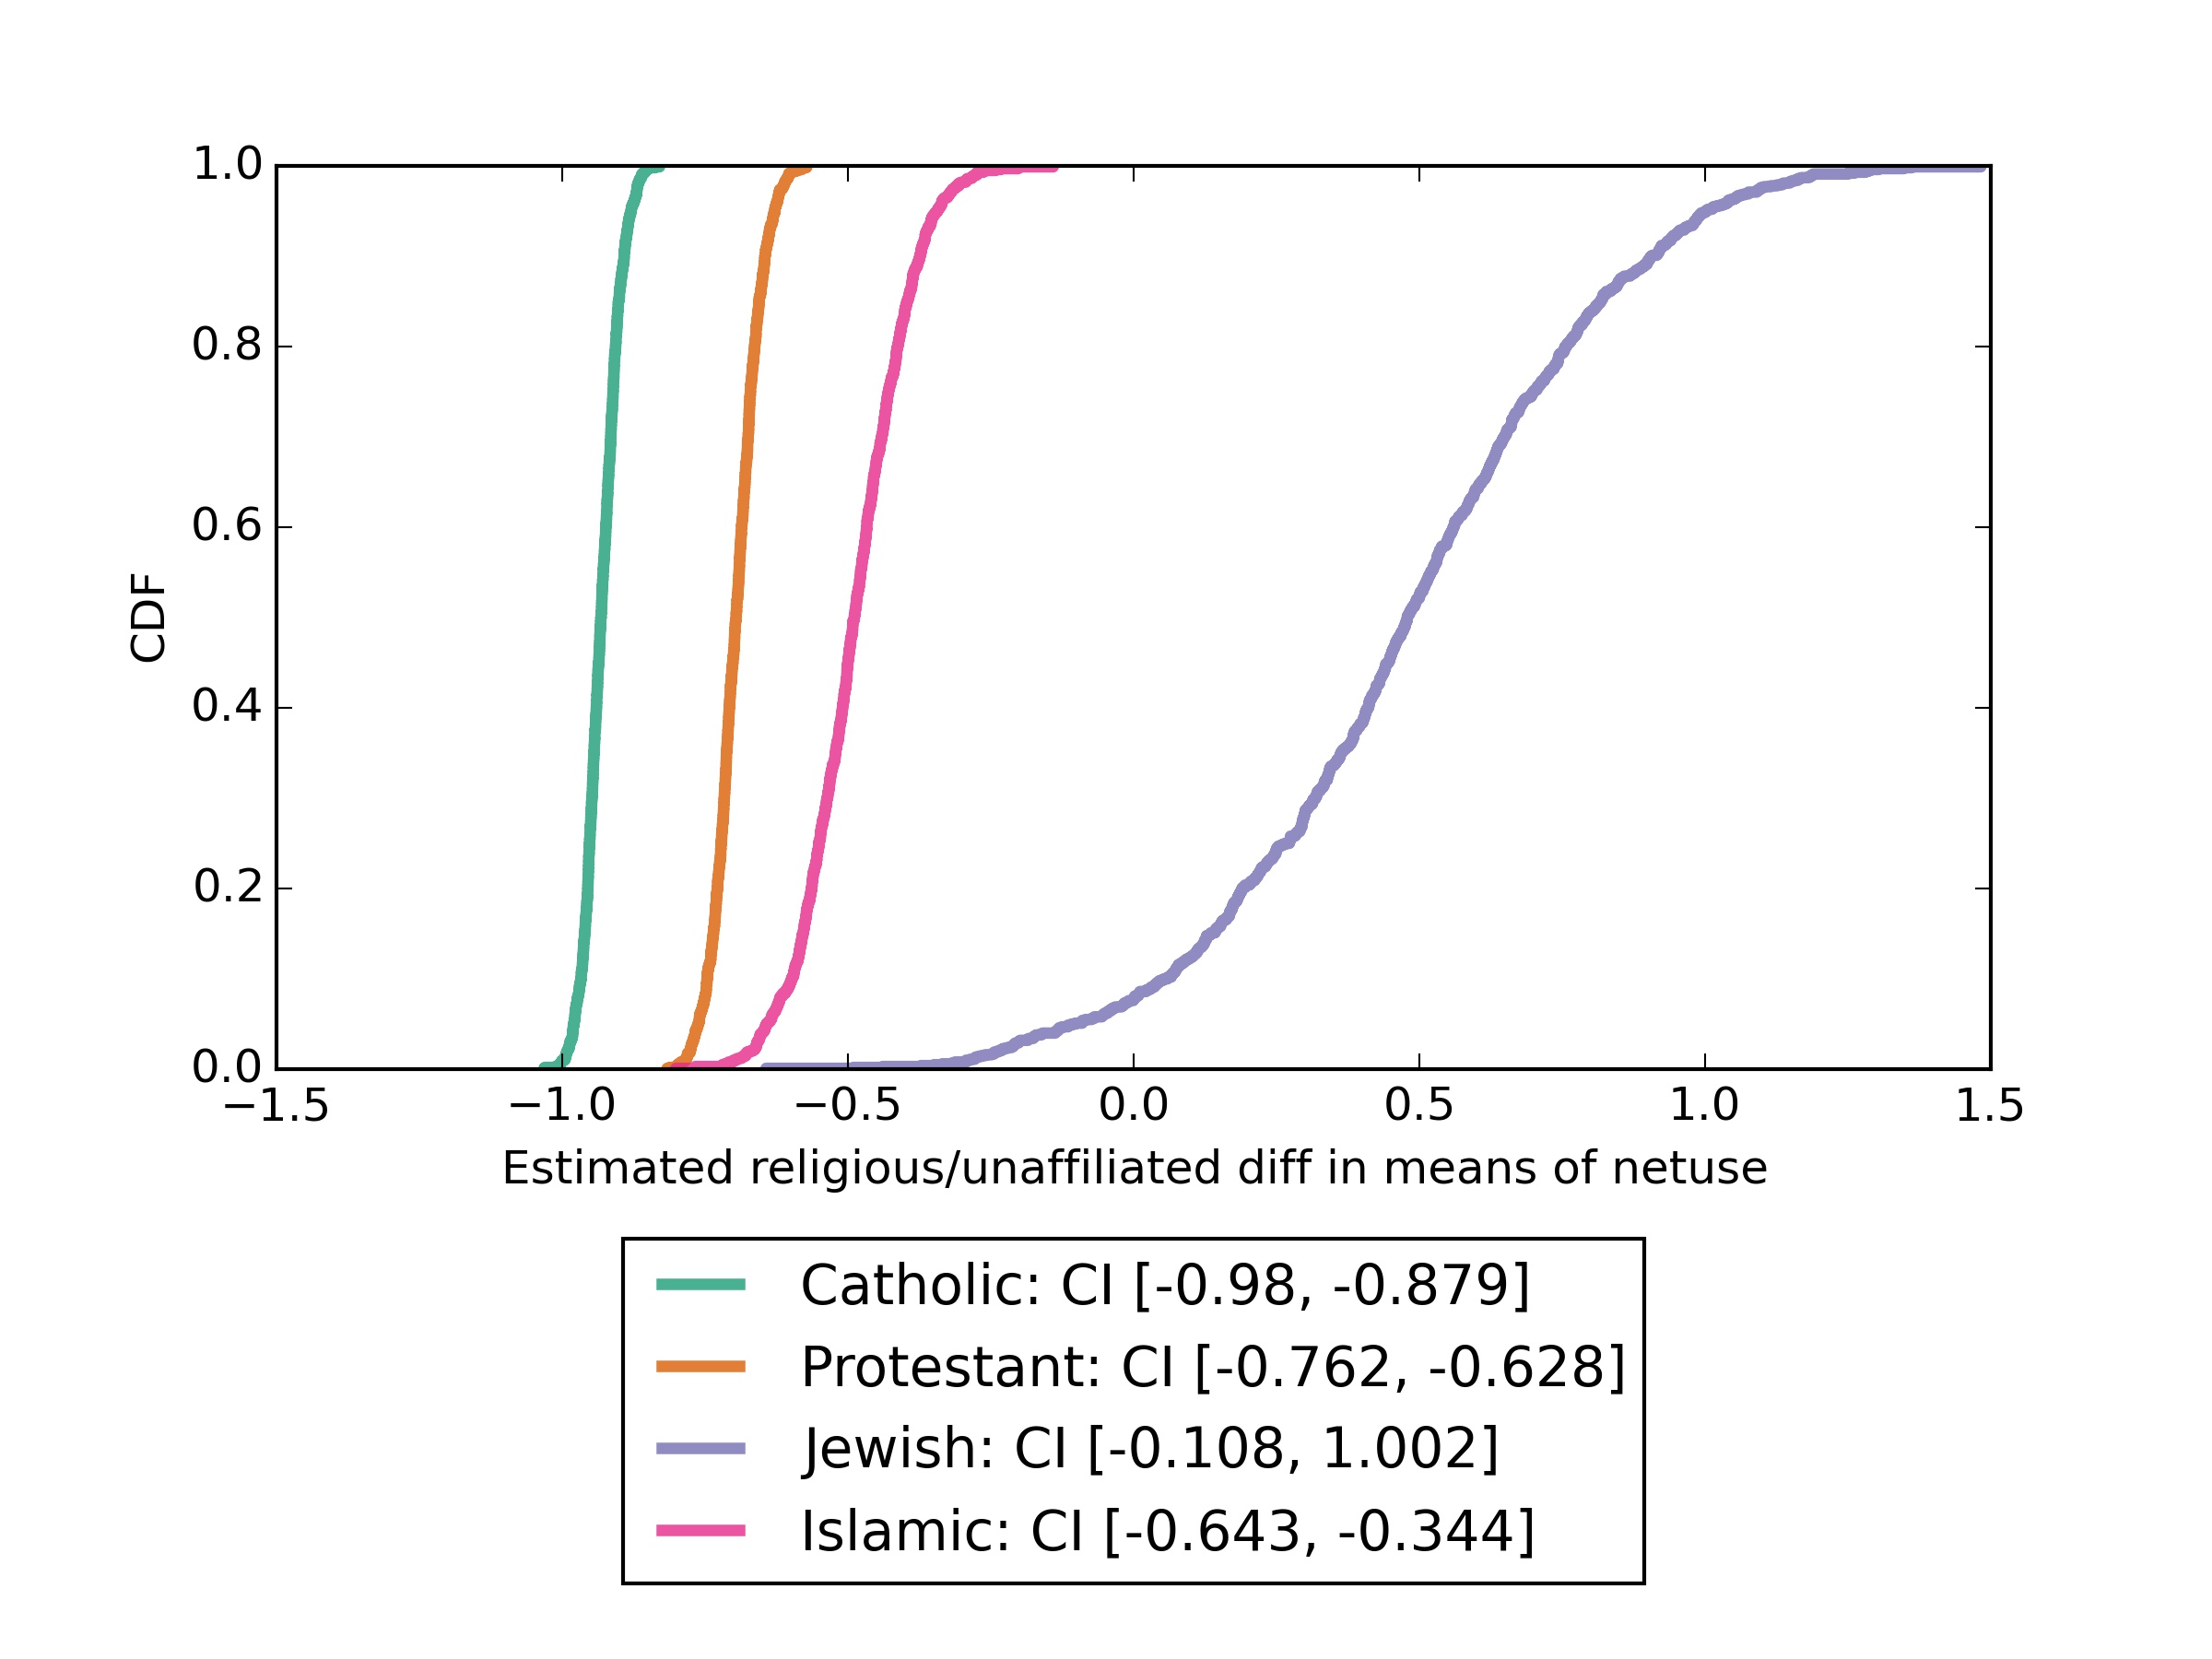 1.0
0.8
0.6
0.4
0.2
0.0
CDF
−1.5 −1.0 −0.5 0.0 0.5 1.0 1.5
Estimated religious/unaffiliated diff in means of netuse
Catholic: CI [-0.98, -0.879]
Protestant: CI [-0.762, -0.628]
Jewish: CI [-0.108, 1.002]
Islamic: CI [-0.643, -0.344]